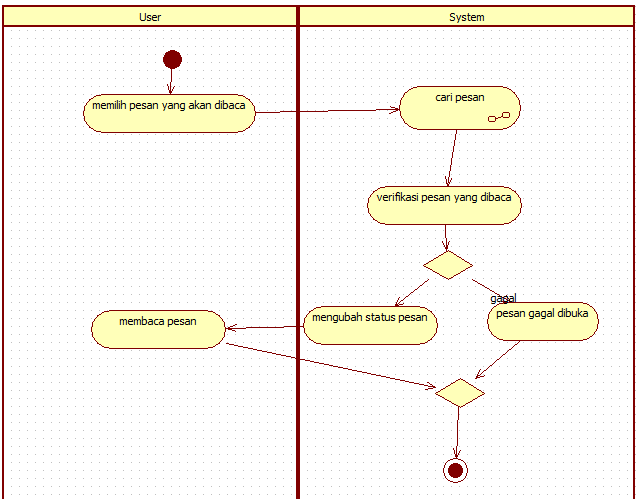 User
System
memilih pesan yang akan dibaca
cari pesan
verifikasi pesan yang dibaca
gagal
membaca pesan
mengubah status pesan
pesan gagal dibuka